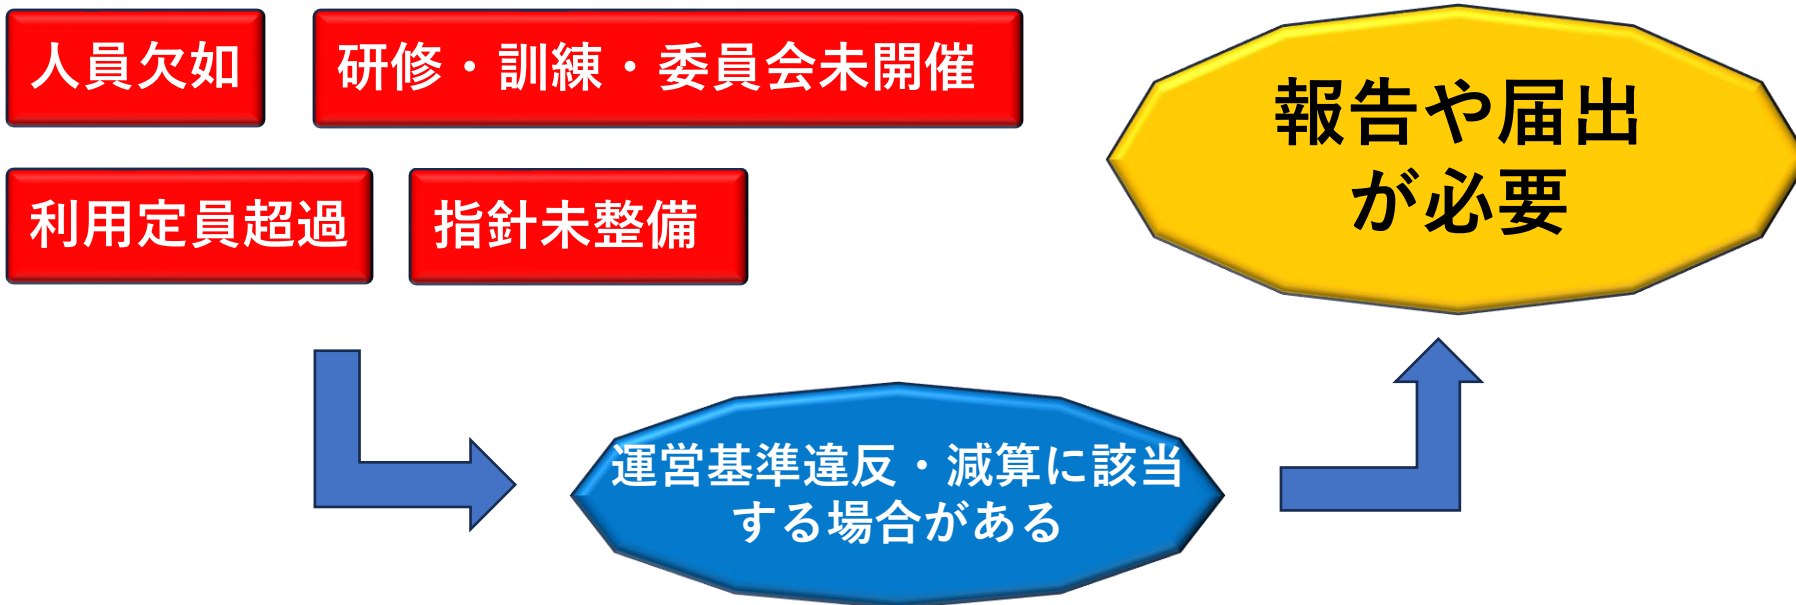 人員欠如
研修・訓練・委員会未開催
利用定員超過
指針未整備
運営基準違反・減算に該当
する場合がある
報告や届出
が必要